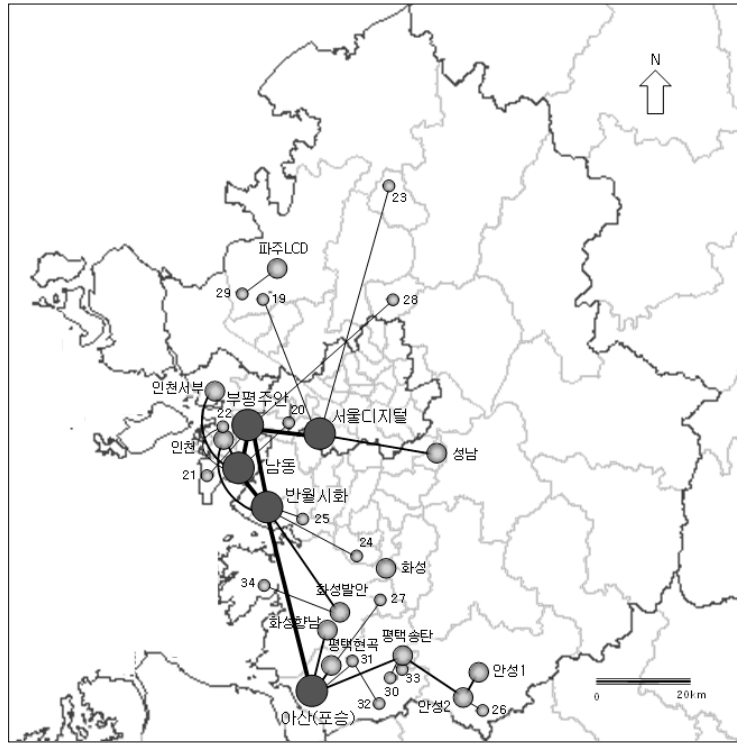 N
23
파주LCD
29
19
28
인천서부
부평주안
20
서울디지털
22
인천
성남
21
남동
반월시화
25
24
화성
34
화성발안
27
화성향남
평택현곡
31
평택송탄
안성1
30
33
32
안성2
26
아산(포승)
0
20km